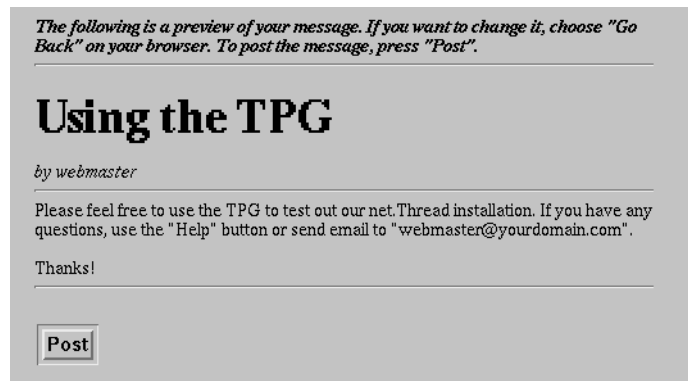 The following is a preview of your message. If you want to change it, choose "Go
Back" on your browser. To post the message, press "Post".
Using the TPG
by webmaster
Please feel free to use the TPG to test out our net.Thread installation. If you have any
questions, use the "Help" button or send email to "webmaster@yourdomain.com".
Thanks!
Post